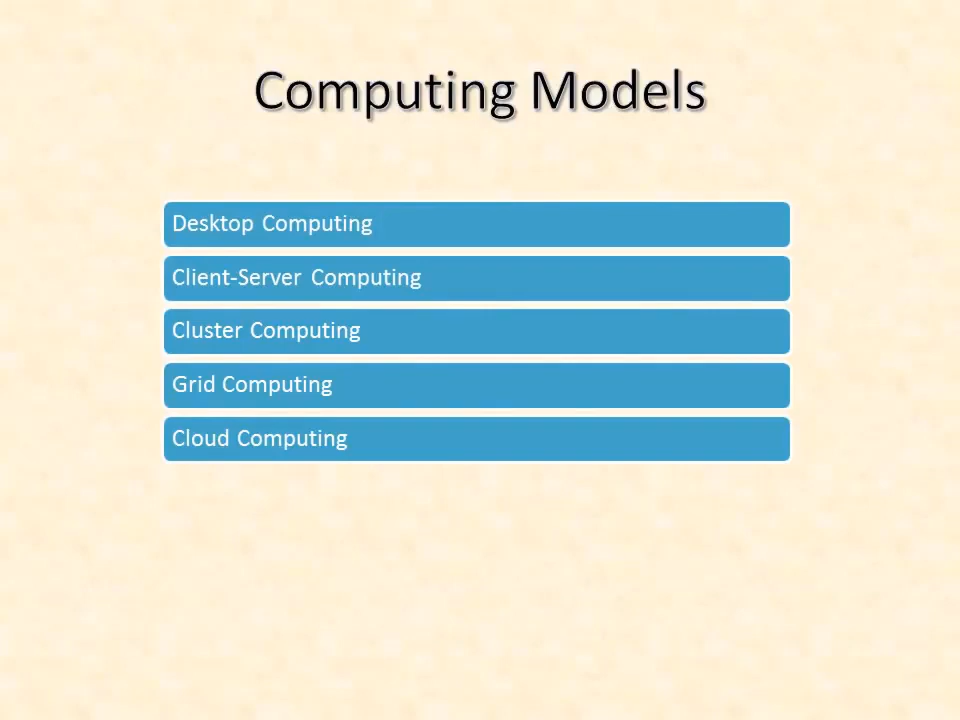 Computing Models
Desktop Computing
Client-Server Computing
Cluster Computing
Grid Computing
Cloud Computing